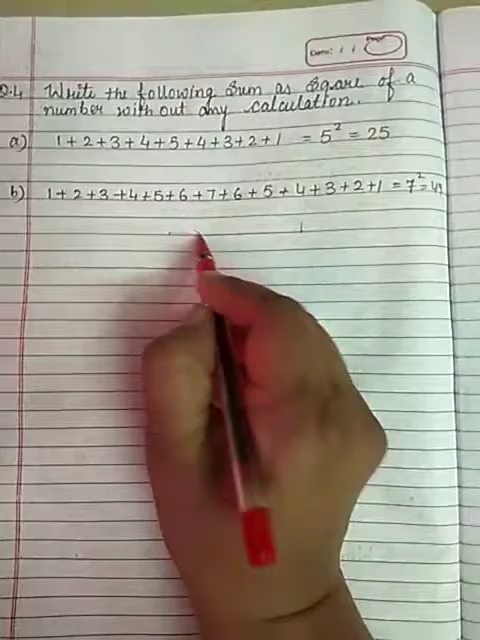 Date: / /
Page:
Q.4 Write the following Sum as Sqare of a
number with out any calculation.
a) 1+2+3+4+5+4+3+2+1 = 5² = 25
b) 1+2+3+4+5+6+7+6+5+4+3+2+1 = 7² = 49